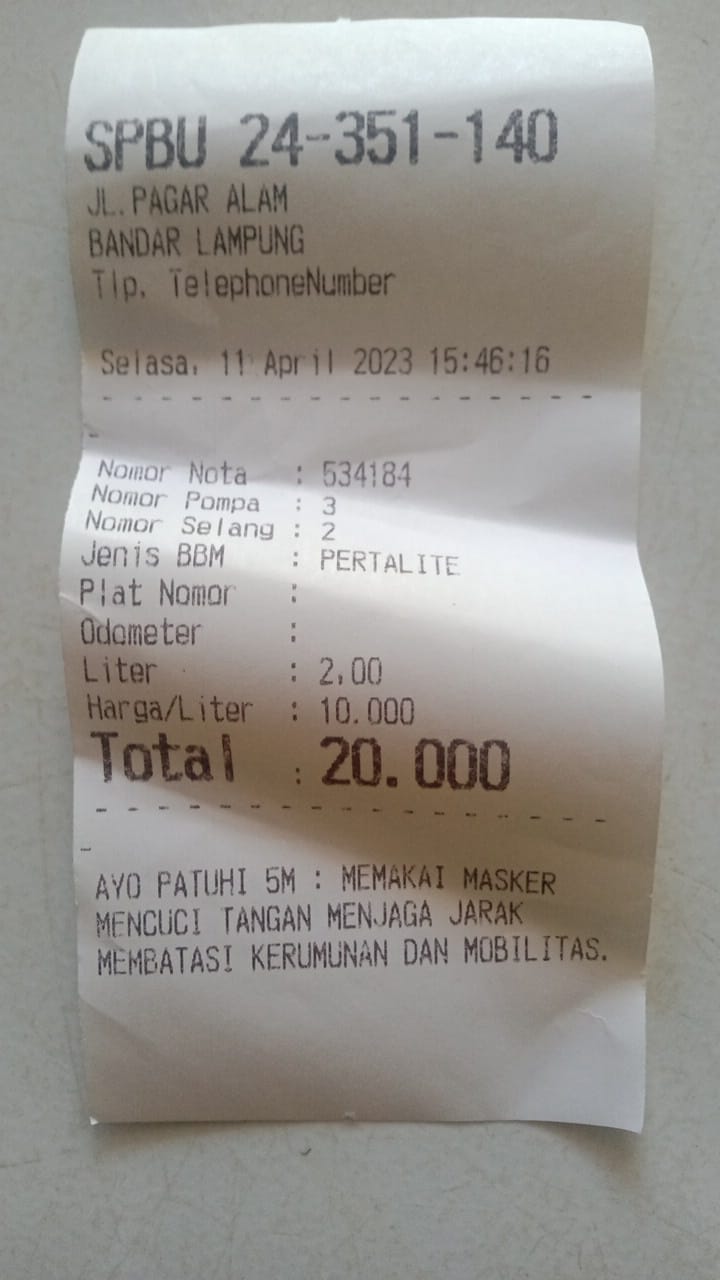 SPBU 24-351-140
JL.PAGAR ALAM
BANDAR LAMPUNG
Tlp. TelephoneNumber
Selasa, 11 April 2023 15:46:16
- - - - - - - - - - - - - - - - -
-
Nomor Nota : 534184
Nomor Pompa : 3
Nomor Selang : 2
Jenis BBM : PERTALITE
Plat Nomor :
Odometer :
Liter : 2,00
Harga/Liter : 10.000
Total : 20.000
- - - - - - - - - - - - - - - - -
-
AYO PATUHI 5M : MEMAKAI MASKER
MENCUCI TANGAN MENJAGA JARAK
MEMBATASI KERUMUNAN DAN MOBILITAS.